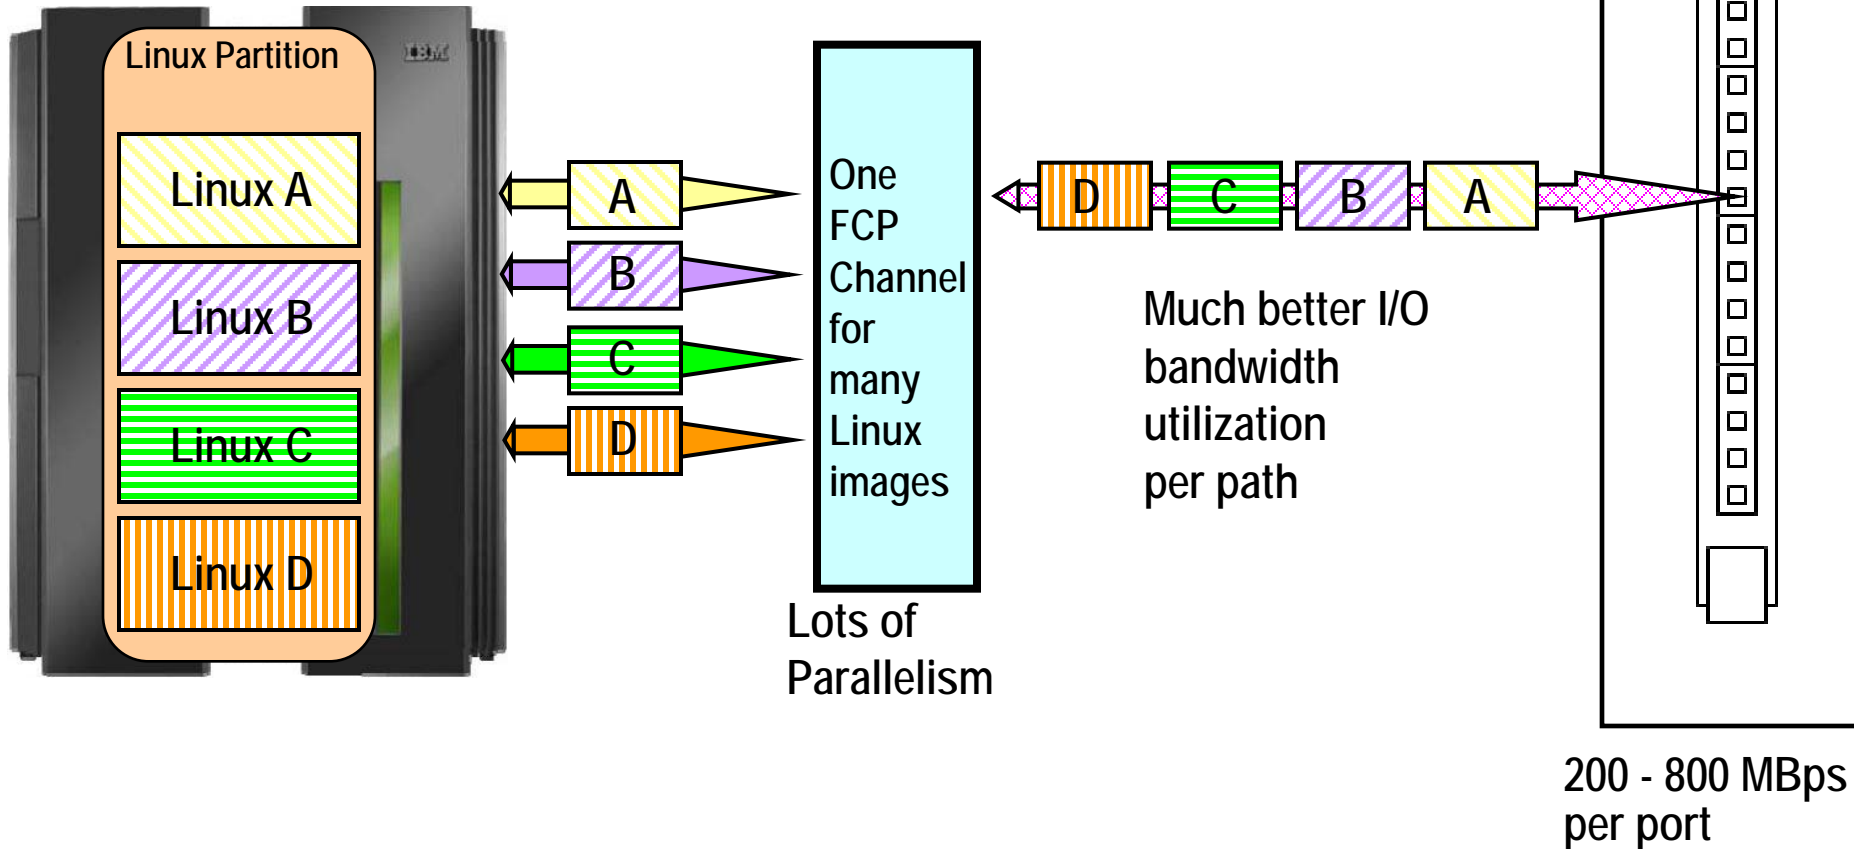 Linux Partition
IBM
Linux A
Linux B
Linux C
Linux D
A
B
C
D
One
FCP
Channel
for
many
Linux
images
Lots of
Parallelism
D C B A
Much better I/O
bandwidth
utilization
per path
200 - 800 MBps
per port